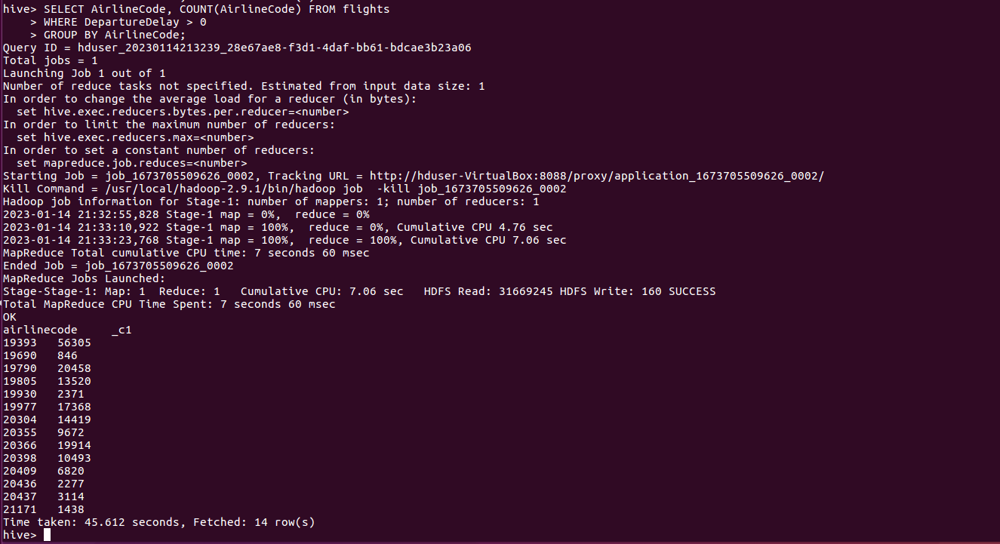 hive> SELECT AirlineCode, COUNT(AirlineCode) FROM flights
    > WHERE DepartureDelay > 0
    > GROUP BY AirlineCode;
Query ID = hduser_20230114213239_28e67ae8-f3d1-4daf-bb61-bdcae3b23a06
Total jobs = 1
Launching Job 1 out of 1
Number of reduce tasks not specified. Estimated from input data size: 1
In order to change the average load for a reducer (in bytes):
  set hive.exec.reducers.bytes.per.reducer=<number>
In order to limit the maximum number of reducers:
  set hive.exec.reducers.max=<number>
In order to set a constant number of reducers:
  set mapreduce.job.reduces=<number>
Starting Job = job_1673705509626_0002, Tracking URL = http://hduser-VirtualBox:8088/proxy/application_1673705509626_0002/
Kill Command = /usr/local/hadoop-2.9.1/bin/hadoop job  -kill job_1673705509626_0002
Hadoop job information for Stage-1: number of mappers: 1; number of reducers: 1
2023-01-14 21:32:55,828 Stage-1 map = 0%,  reduce = 0%
2023-01-14 21:33:10,922 Stage-1 map = 100%,  reduce = 0%, Cumulative CPU 4.76 sec
2023-01-14 21:33:23,768 Stage-1 map = 100%,  reduce = 100%, Cumulative CPU 7.06 sec
MapReduce Total cumulative CPU time: 7 seconds 60 msec
Ended Job = job_1673705509626_0002
MapReduce Jobs Launched:
Stage-Stage-1: Map: 1  Reduce: 1   Cumulative CPU: 7.06 sec   HDFS Read: 31669245 HDFS Write: 160 SUCCESS
Total MapReduce CPU Time Spent: 7 seconds 60 msec
OK
airlinecode     _c1
19393   56305
19690   846
19790   20458
19805   13520
19930   2371
19977   17368
20304   14419
20355   9672
20366   19914
20398   10493
20409   6820
20436   2277
20437   3114
21171   1438
Time taken: 45.612 seconds, Fetched: 14 row(s)
hive>